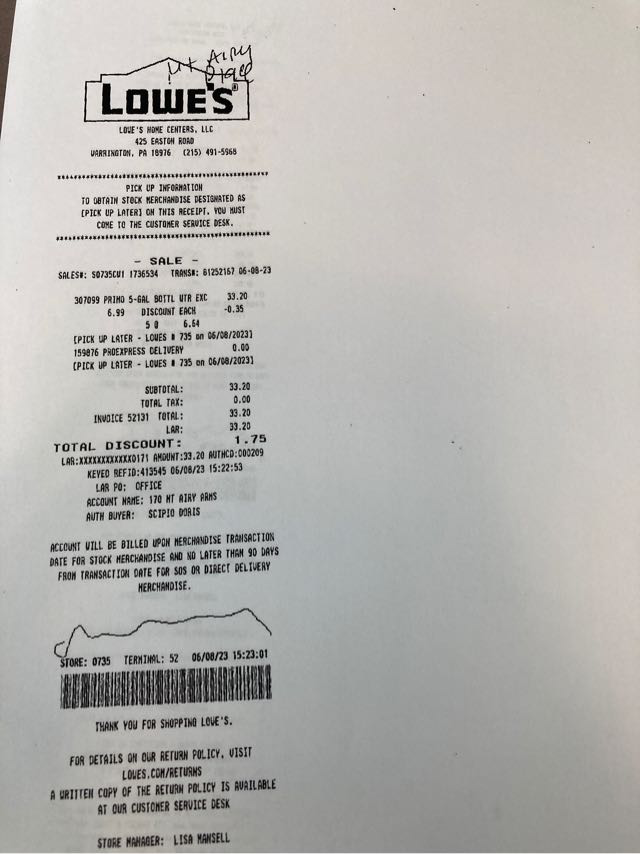 Mt Airy
LOWE'S®
LOWE'S HOME CENTERS, LLC
425 EASTON ROAD
WARRINGTON, PA 18976 (215) 491-5968
PICK UP INFORMATION
TO OBTAIN STOCK MERCHANDISE DESIGNATED AS
[PICK UP LATER] ON THIS RECEIPT, YOU MUST
COME TO THE CUSTOMER SERVICE DESK.
- SALE -
SALES#: S0735CW1 1736534 TRANS#: 61252167 06-08-23
307099 PRIMO 5-GAL BOTTL WTR EXC 33.20
6.99 DISCOUNT EACH -0.35
5 @ 6.64
[PICK UP LATER - LOWES # 735 on 06/08/2023]
159876 PROEXPRESS DELIVERY 0.00
[PICK UP LATER - LOWES # 735 on 06/08/2023]
SUBTOTAL: 33.20
TOTAL TAX: 0.00
INVOICE 52131 TOTAL: 33.20
LAR: 33.20
TOTAL DISCOUNT: 1.75
LAR:XXXXXXXXXXXX0171 AMOUNT:33.20 AUTHCD:000209
KEYED REFID:413545 06/08/23 15:22:53
LAR PO: OFFICE
ACCOUNT NAME: 170 MT AIRY ARMS
AUTH BUYER: SCIPIO DORIS
ACCOUNT WILL BE BILLED UPON MERCHANDISE TRANSACTION
DATE FOR STOCK MERCHANDISE AND NO LATER THAN 90 DAYS
FROM TRANSACTION DATE FOR SOS OR DIRECT DELIVERY
MERCHANDISE.
STORE: 0735 TERMINAL: 52 06/08/23 15:23:01
THANK YOU FOR SHOPPING LOWE'S.
FOR DETAILS ON OUR RETURN POLICY, VISIT
LOWES.COM/RETURNS
A WRITTEN COPY OF THE RETURN POLICY IS AVAILABLE
AT OUR CUSTOMER SERVICE DESK
STORE MANAGER: LISA MANSELL